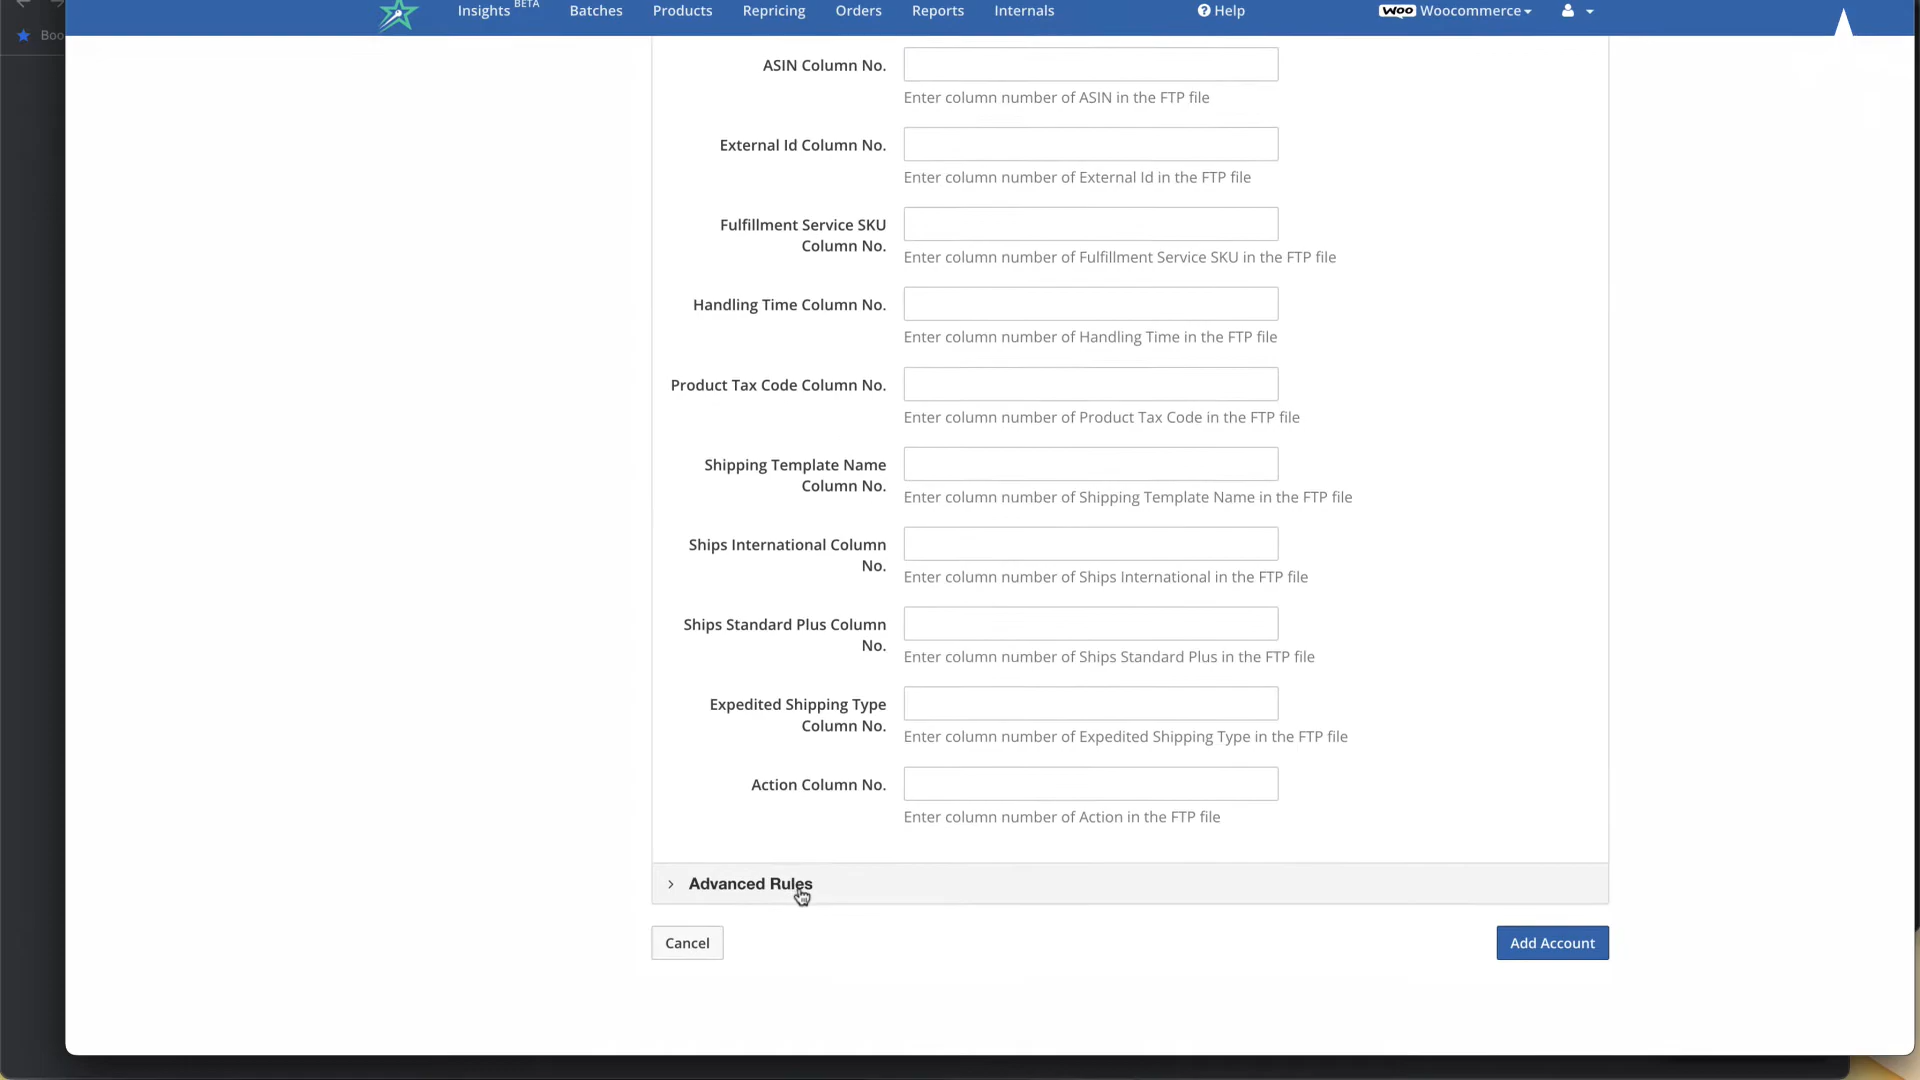 Insights BETA Batches Products Repricing Orders Reports Internals Help Woo Woocommerce
ASIN Column No.
Enter column number of ASIN in the FTP file
External Id Column No.
Enter column number of External Id in the FTP file
Fulfillment Service SKU
Column No.
Enter column number of Fulfillment Service SKU in the FTP file
Handling Time Column No.
Enter column number of Handling Time in the FTP file
Product Tax Code Column No.
Enter column number of Product Tax Code in the FTP file
Shipping Template Name
Column No.
Enter column number of Shipping Template Name in the FTP file
Ships International Column
No.
Enter column number of Ships International in the FTP file
Ships Standard Plus Column
No.
Enter column number of Ships Standard Plus in the FTP file
Expedited Shipping Type
Column No.
Enter column number of Expedited Shipping Type in the FTP file
Action Column No.
Enter column number of Action in the FTP file
Advanced Rules
Cancel Add Account